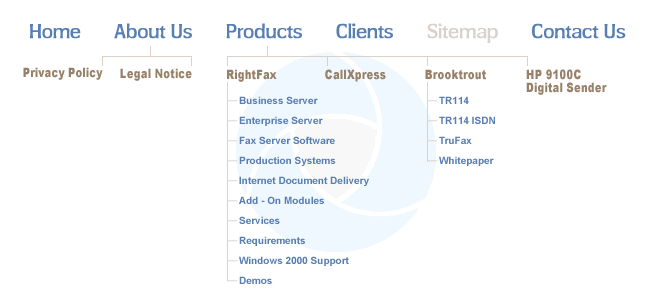 Home
About Us
Products
Clients
Sitemap
Contact Us
Privacy Policy
Legal Notice
RightFax
CallXpress
Brooktrout
HP 9100C
Digital Sender
Business Server
Enterprise Server
Fax Server Software
Production Systems
Internet Document Delivery
Add - On Modules
Services
Requirements
Windows 2000 Support
Demos
TR114
TR114 ISDN
TruFax
Whitepaper